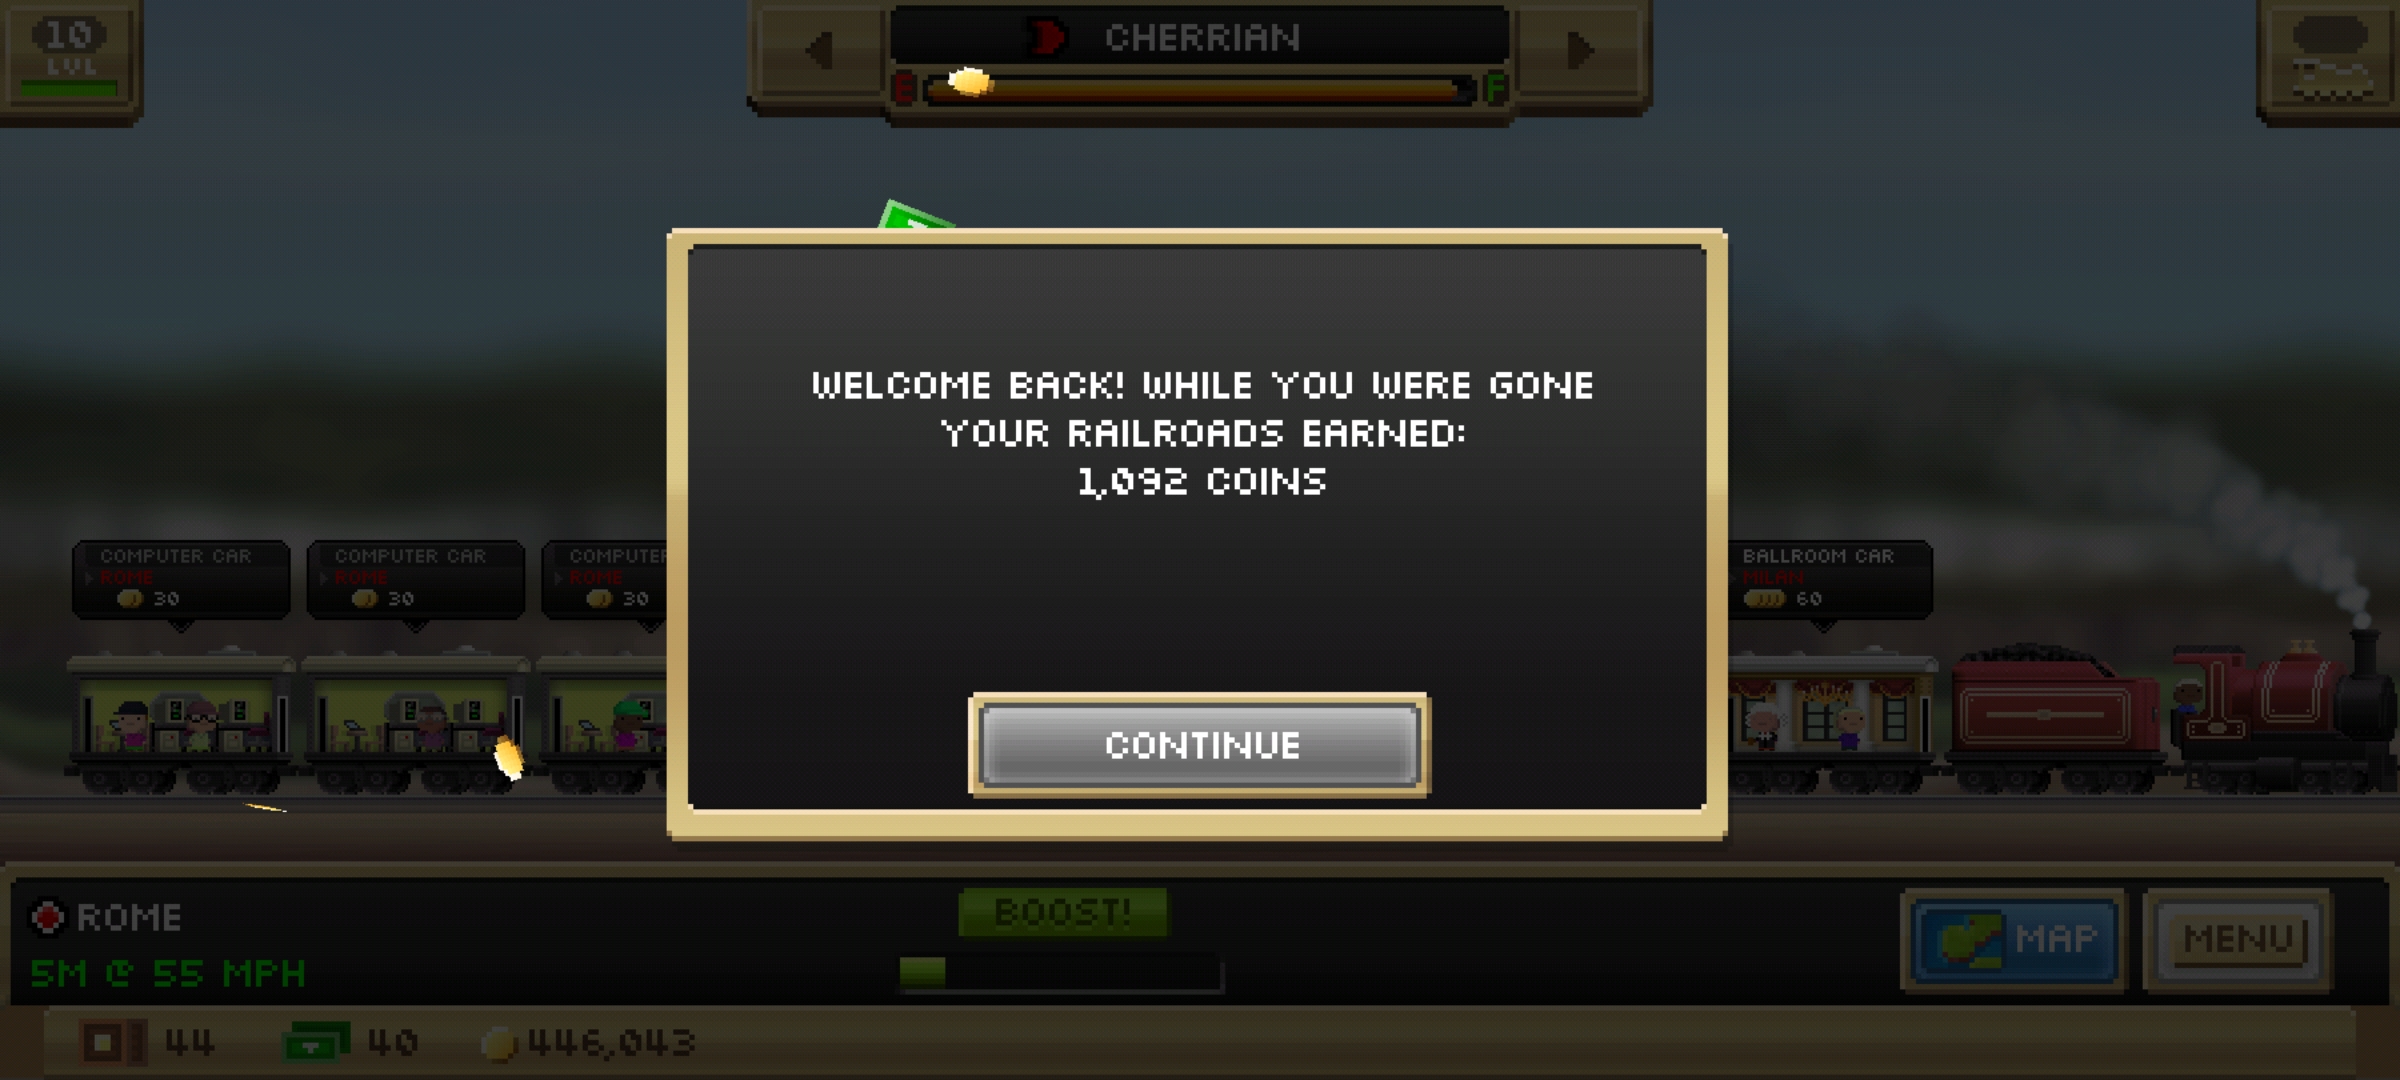 10
LVL
CHERRIAN
E F
WELCOME BACK! WHILE YOU WERE GONE
YOUR RAILROADS EARNED:
1,092 COINS
COMPUTER CAR
ROME
30
COMPUTER CAR
ROME
30
COMPUTER
ROME
30
BALLROOM CAR
MILAN
60
CONTINUE
ROME
BOOST!
MAP
MENU
5M @ 55 MPH
44 40 446,043